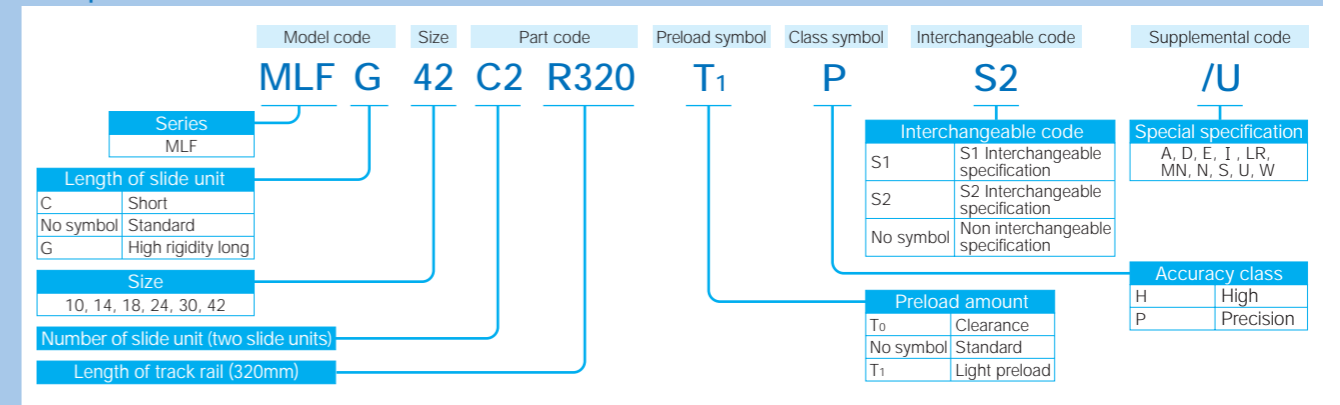 Model code Size Part code Preload symbol Class symbol Interchangeable code Supplemental code
MLF G 42 C2 R320 T1 P S2 /U
Series
MLF
Length of slide unit
C Short
No symbol Standard
G High rigidity long
Size
10, 14, 18, 24, 30, 42
Number of slide unit (two slide units)
Length of track rail (320mm)
Interchangeable code
S1 S1 Interchangeable
specification
S2 S2 Interchangeable
specification
No symbol Non interchangeable
specification
Special specification
A, D, E, I , LR,
MN, N, S, U, W
Preload amount
T0 Clearance
No symbol Standard
T1 Light preload
Accuracy class
H High
P Precision